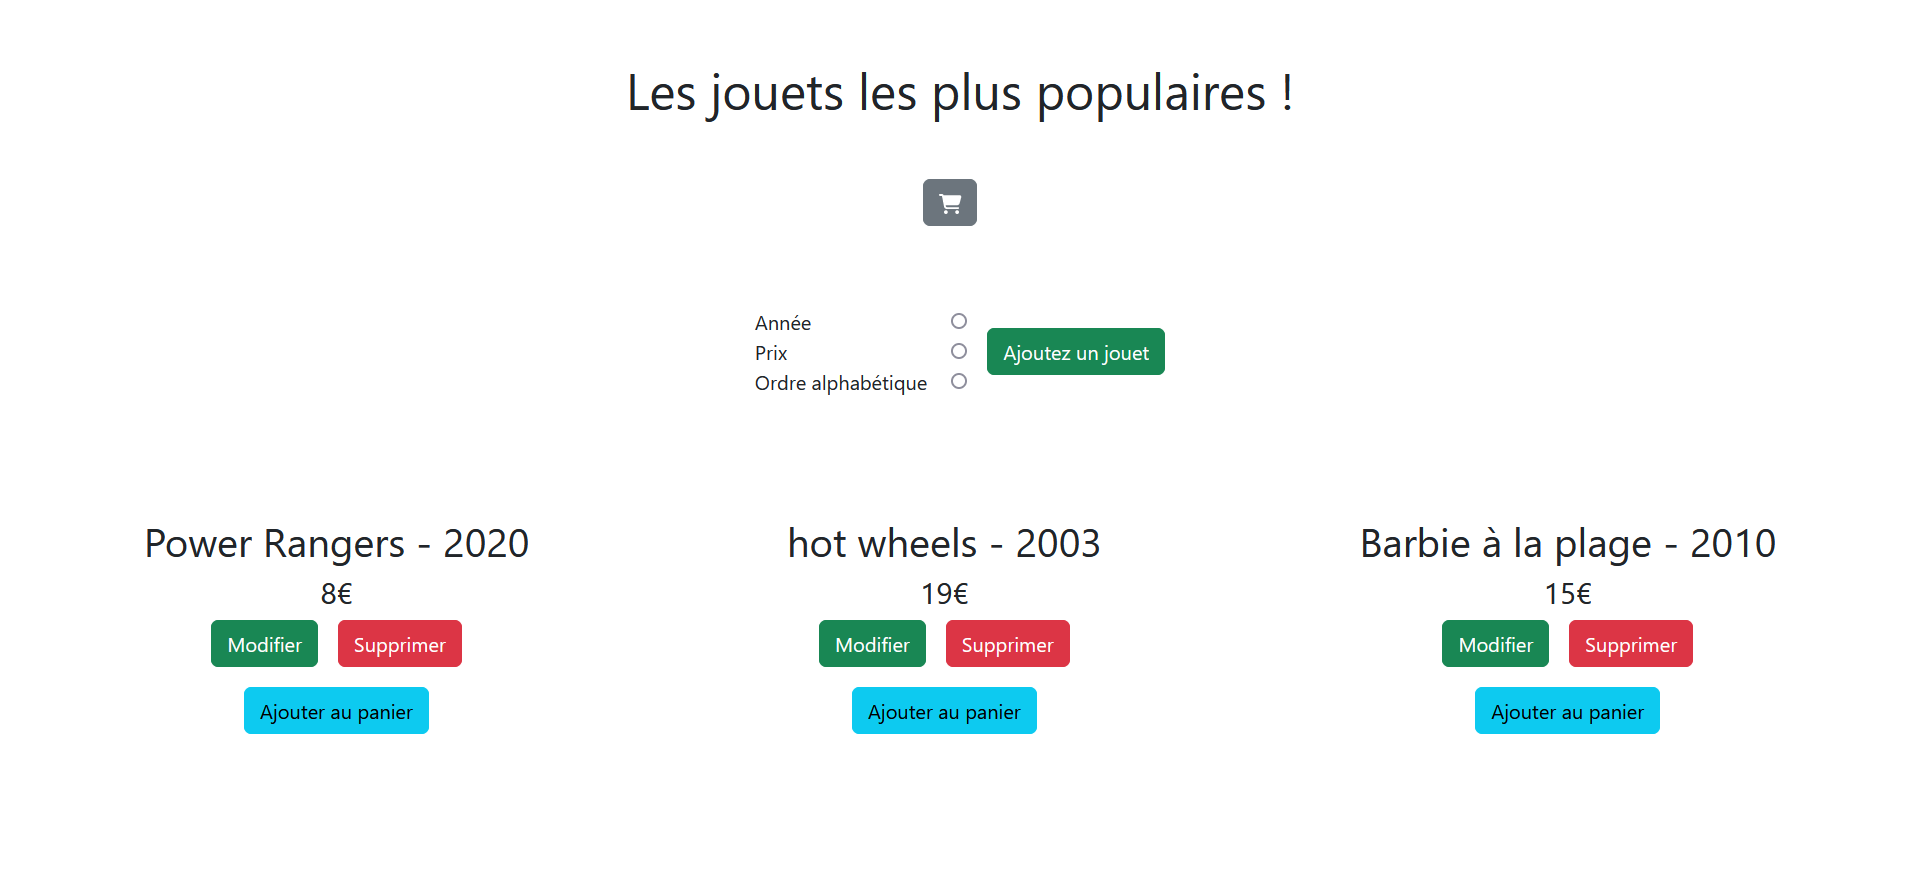 Les jouets les plus populaires !
Année
Prix
Ordre alphabétique
Ajoutez un jouet
Power Rangers - 2020
8€
Modifier
Supprimer
Ajouter au panier
hot wheels - 2003
19€
Modifier
Supprimer
Ajouter au panier
Barbie à la plage - 2010
15€
Modifier
Supprimer
Ajouter au panier